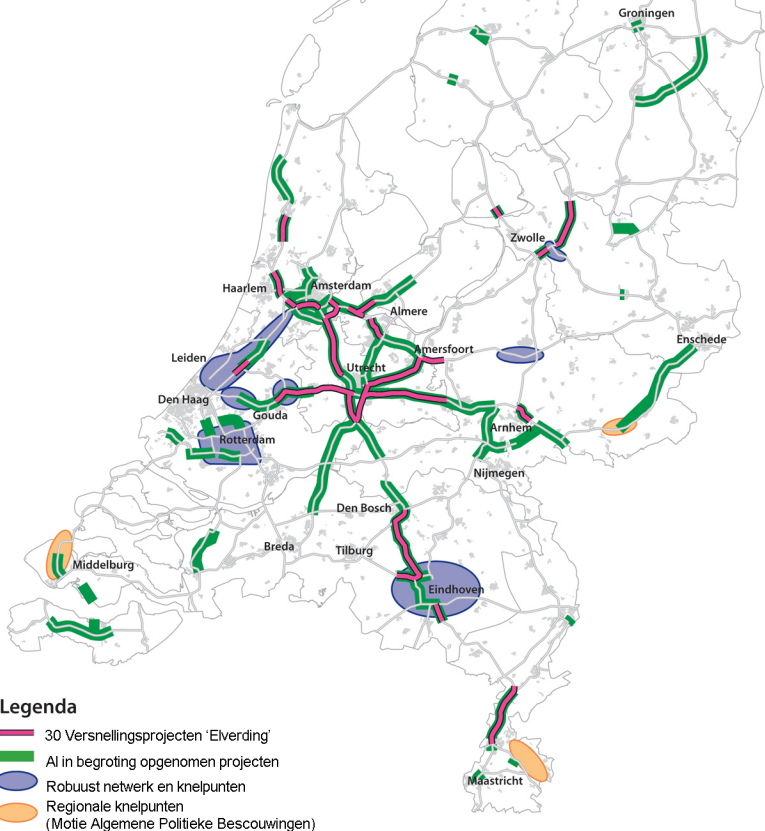 Groningen
Zwolle
Haarlem
Amsterdam
Almere
Enschede
Amersfoort
Leiden
Utrecht
Den Haag
Gouda
Arnhem
Rotterdam
Nijmegen
Den Bosch
Breda
Tilburg
Middelburg
Eindhoven
Maastricht
Legenda
30 Versnellingsprojecten ‘Elverding’
Al in begroting opgenomen projecten
Robuust netwerk en knelpunten
Regionale knelpunten
(Motie Algemene Politieke Bescouwingen)